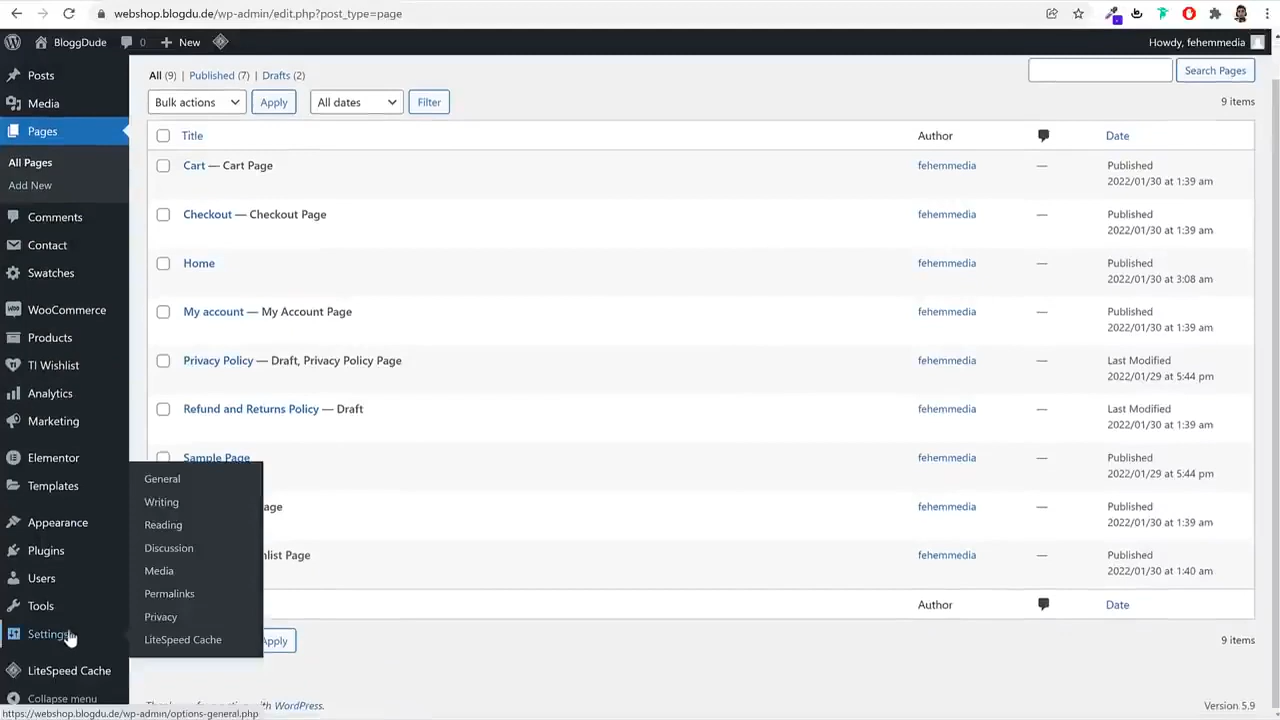 webshop.blogdu.de/wp-admin/edit.php?post_type=page
BloggDude 0 New Howdy, fehemmedia
Posts
Media
Pages
All Pages
Add New
Comments
Contact
Swatches
WooCommerce
Products
TI Wishlist
Analytics
Marketing
Elementor
Templates
Appearance
Plugins
Users
Tools
Settings
LiteSpeed Cache
Collapse menu
General
Writing
Reading
Discussion
Media
Permalinks
Privacy
LiteSpeed Cache
All (9) | Published (7) | Drafts (2)
Search Pages
Bulk actions Apply All dates Filter
9 items
Title Author Date
Cart — Cart Page fehemmedia — Published
2022/01/30 at 1:39 am
Checkout — Checkout Page fehemmedia — Published
2022/01/30 at 1:39 am
Home fehemmedia — Published
2022/01/30 at 3:08 am
My account — My Account Page fehemmedia — Published
2022/01/30 at 1:39 am
Privacy Policy — Draft, Privacy Policy Page fehemmedia — Last Modified
2022/01/29 at 5:44 pm
Refund and Returns Policy — Draft fehemmedia — Last Modified
2022/01/30 at 1:39 am
Sample Page fehemmedia — Published
2022/01/29 at 5:44 pm
age fehemmedia — Published
2022/01/30 at 1:39 am
hlist Page fehemmedia — Published
2022/01/30 at 1:40 am
Author Date
Apply
9 items
with WordPress.
Version 5.9
https://webshop.blogdu.de/wp-admin/options-general.php